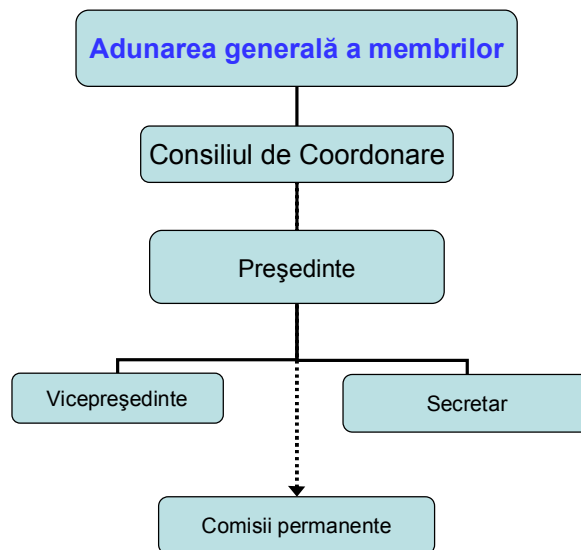 Adunarea generală a membrilor
Consiliul de Coordonare
Preşedinte
Vicepreşedinte
Secretar
Comisii permanente